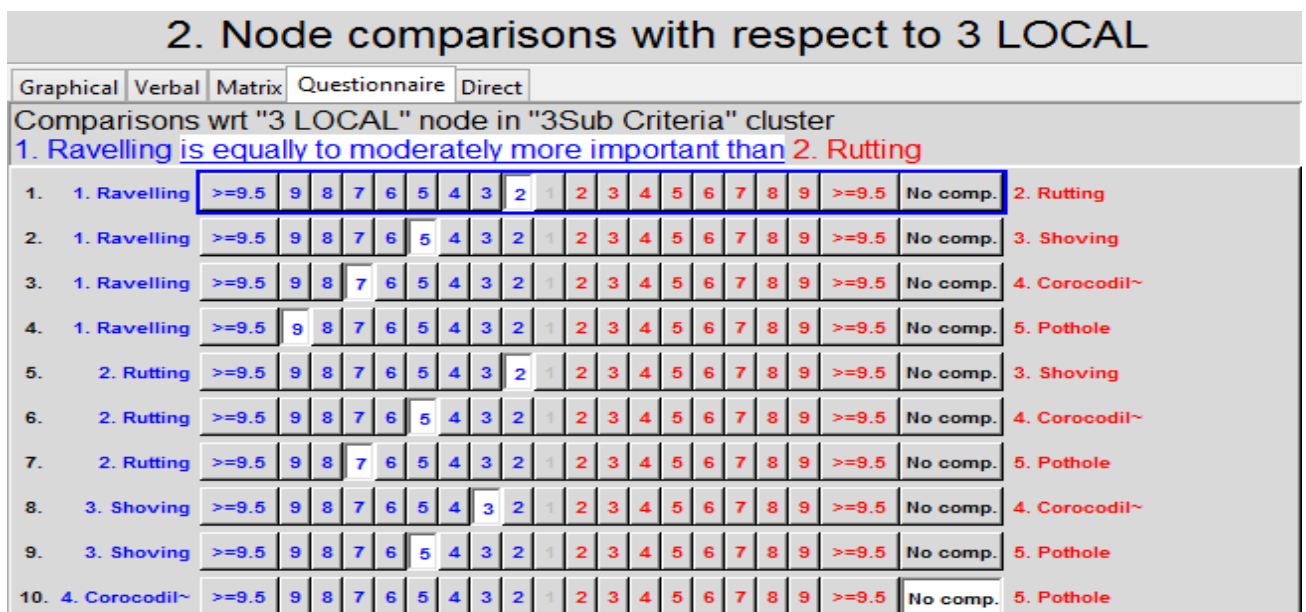 2. Node comparisons with respect to 3 LOCAL
Graphical Verbal Matrix Questionnaire Direct
Comparisons wrt "3 LOCAL" node in "3Sub Criteria" cluster
1. Ravelling is equally to moderately more important than 2. Rutting
1. 1. Ravelling >=9.5 9 8 7 6 5 4 3 2 1 2 3 4 5 6 7 8 9 >=9.5 No comp. 2. Rutting
2. 1. Ravelling >=9.5 9 8 7 6 5 4 3 2 1 2 3 4 5 6 7 8 9 >=9.5 No comp. 3. Shoving
3. 1. Ravelling >=9.5 9 8 7 6 5 4 3 2 1 2 3 4 5 6 7 8 9 >=9.5 No comp. 4. Corocodil~
4. 1. Ravelling >=9.5 9 8 7 6 5 4 3 2 1 2 3 4 5 6 7 8 9 >=9.5 No comp. 5. Pothole
5. 2. Rutting >=9.5 9 8 7 6 5 4 3 2 1 2 3 4 5 6 7 8 9 >=9.5 No comp. 3. Shoving
6. 2. Rutting >=9.5 9 8 7 6 5 4 3 2 1 2 3 4 5 6 7 8 9 >=9.5 No comp. 4. Corocodil~
7. 2. Rutting >=9.5 9 8 7 6 5 4 3 2 1 2 3 4 5 6 7 8 9 >=9.5 No comp. 5. Pothole
8. 3. Shoving >=9.5 9 8 7 6 5 4 3 2 1 2 3 4 5 6 7 8 9 >=9.5 No comp. 4. Corocodil~
9. 3. Shoving >=9.5 9 8 7 6 5 4 3 2 1 2 3 4 5 6 7 8 9 >=9.5 No comp. 5. Pothole
10. 4. Corocodil~ >=9.5 9 8 7 6 5 4 3 2 1 2 3 4 5 6 7 8 9 >=9.5 No comp. 5. Pothole